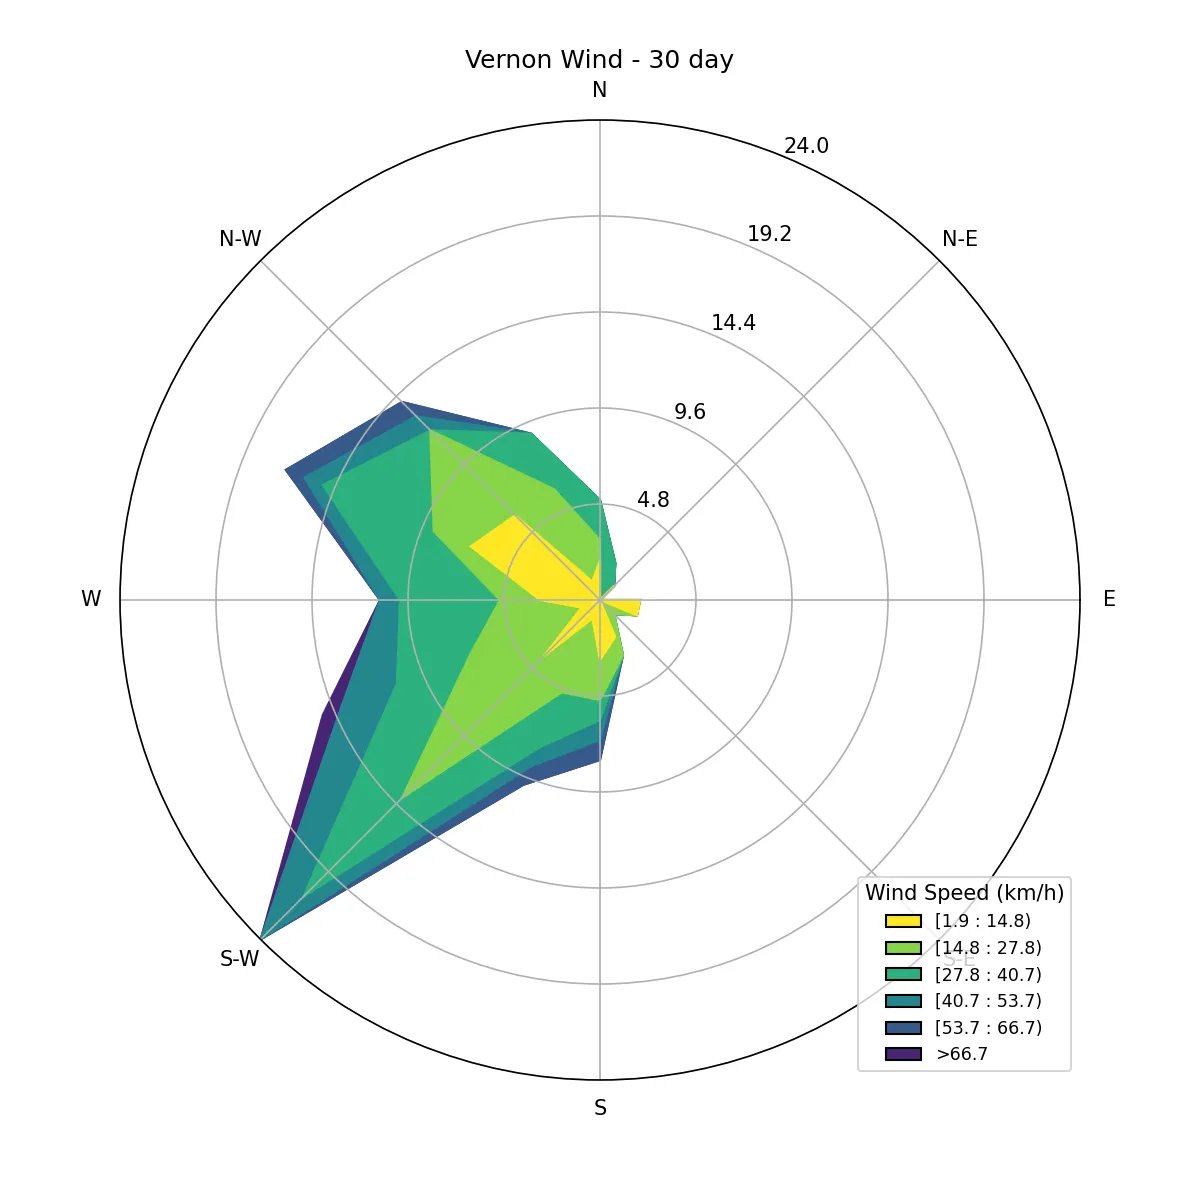 Vernon Wind - 30 day
N
24.0
19.2
N-W
N-E
14.4
9.6
4.8
W
E
S-W
S-E
Wind Speed (km/h)
[1.9 : 14.8)
[14.8 : 27.8)
[27.8 : 40.7)
[40.7 : 53.7)
[53.7 : 66.7)
>66.7
S